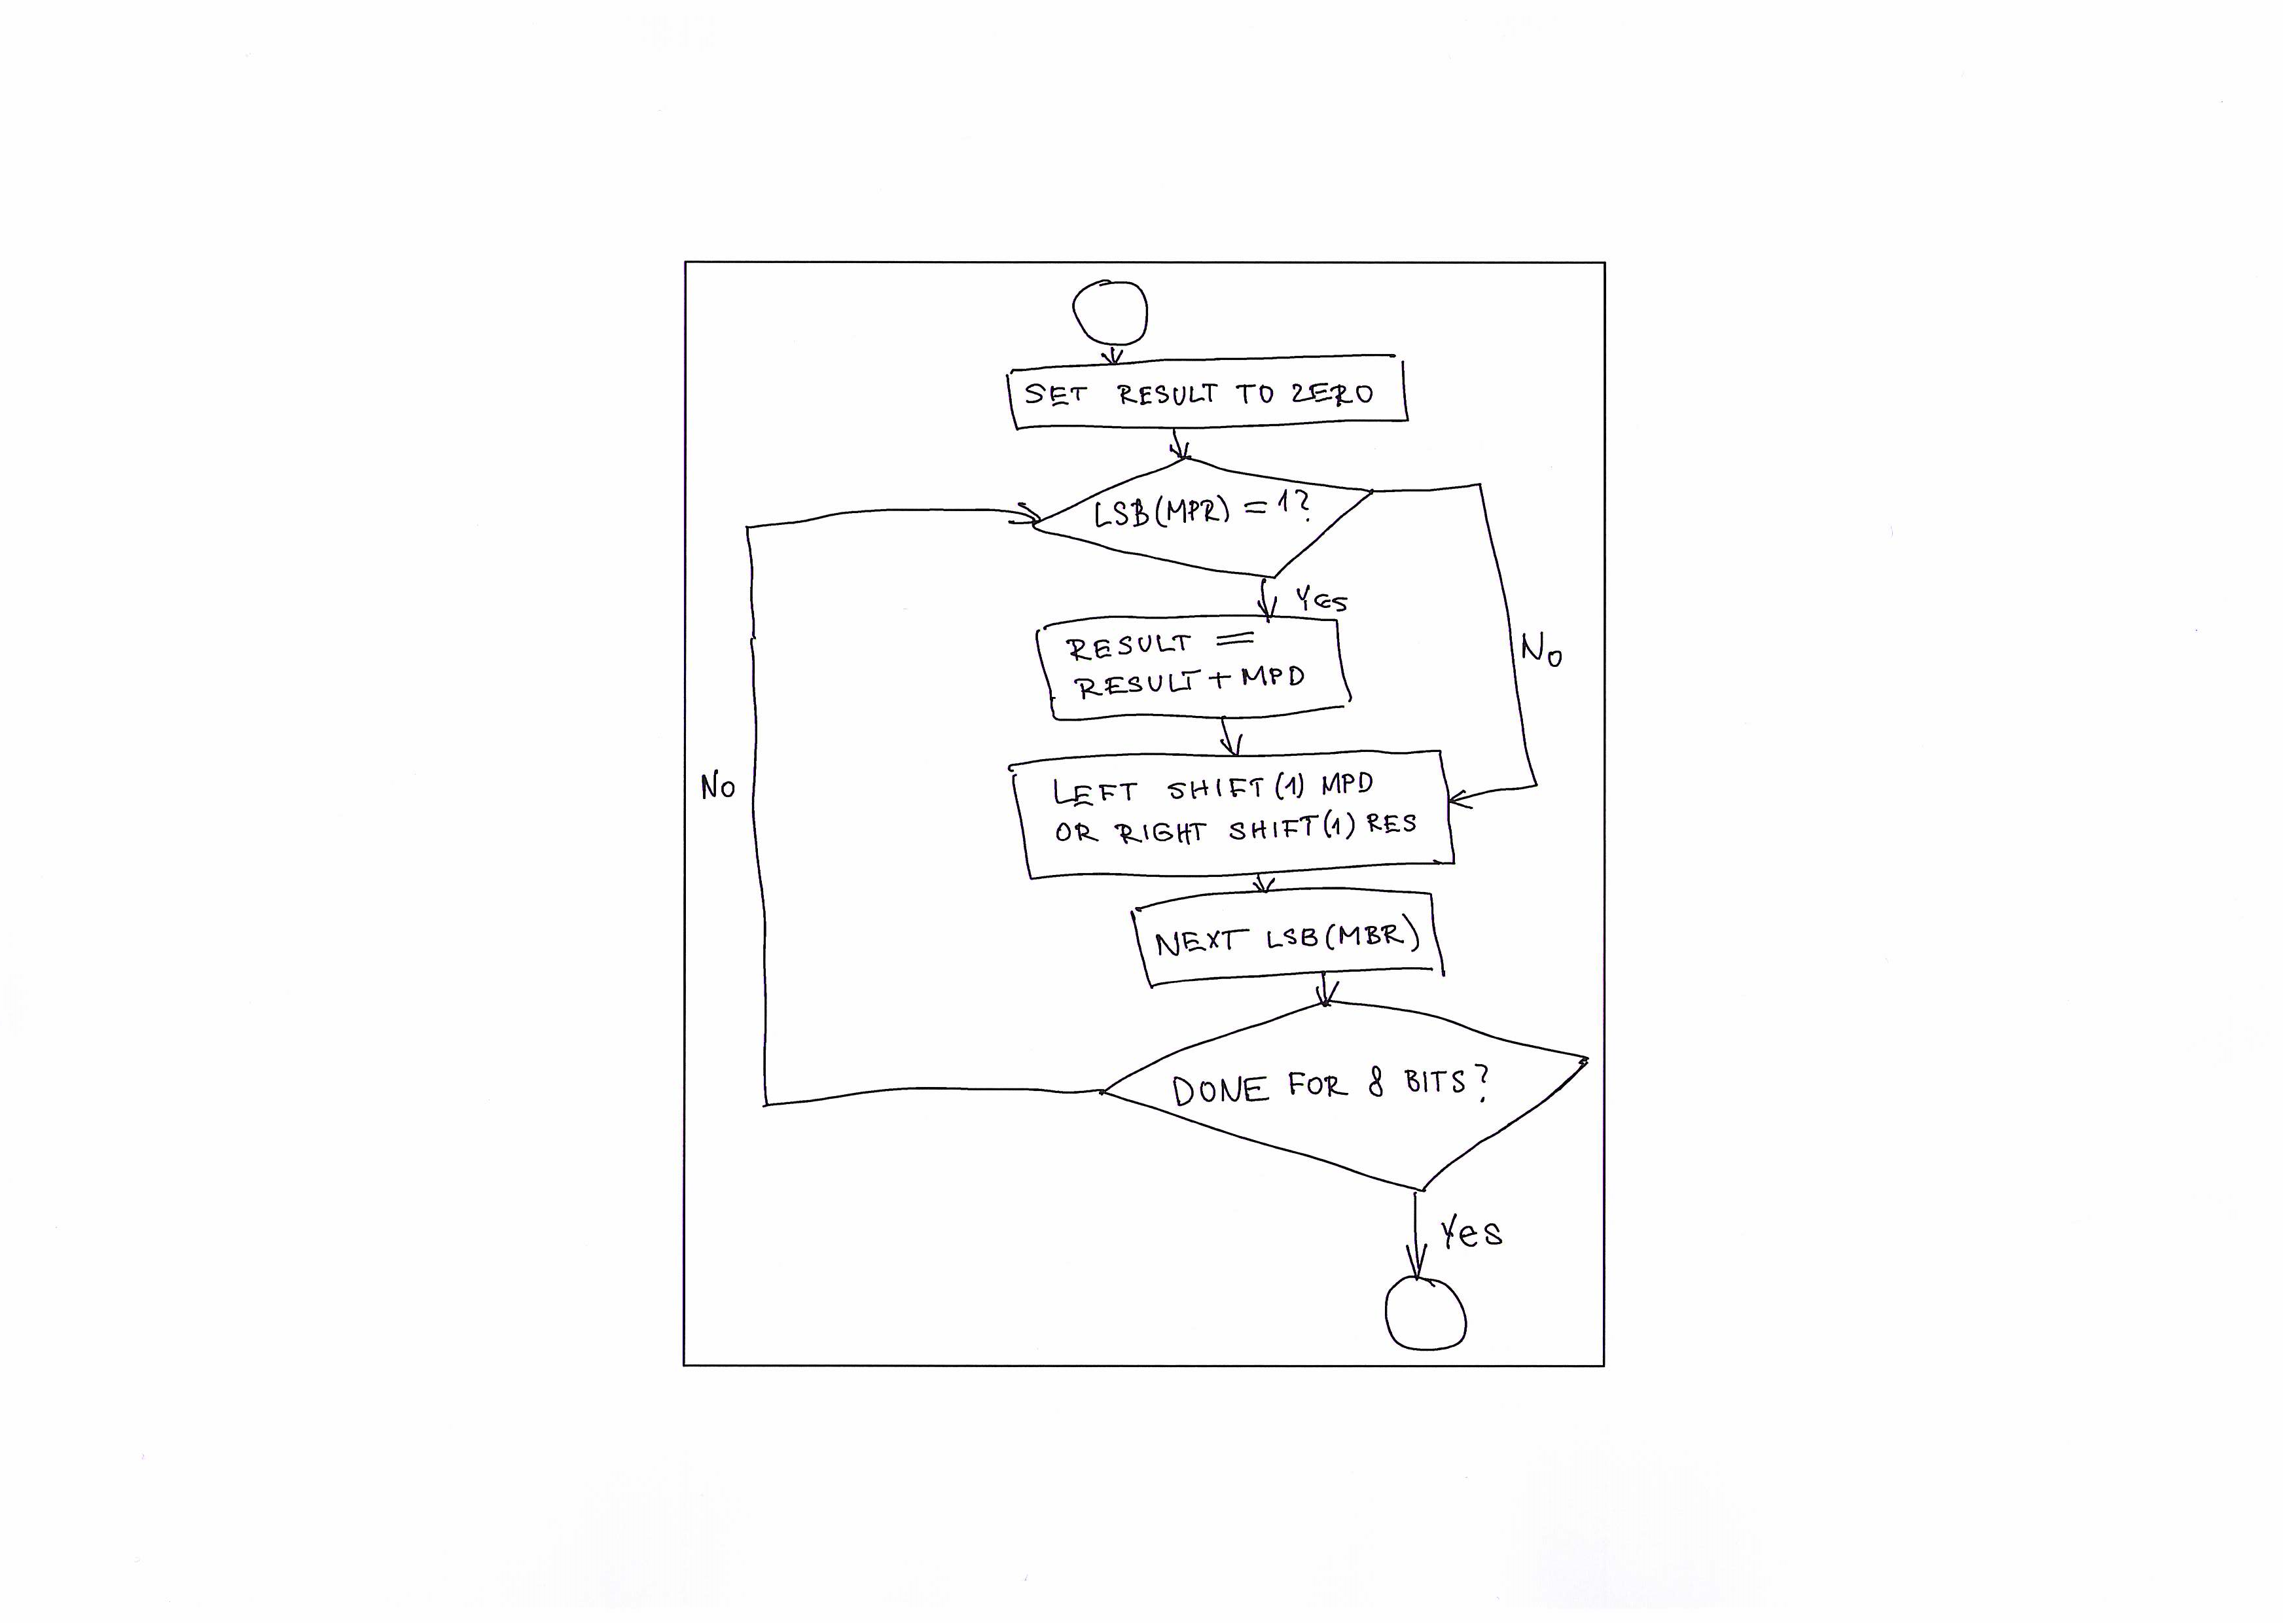 SET RESULT TO ZERO
LSB(MPR) = 1?
YES
RESULT =
RESULT + MPD
No
LEFT SHIFT(1) MPD
OR RIGHT SHIFT(1) RES
No
NEXT LSB(MBR)
DONE FOR 8 BITS?
Yes